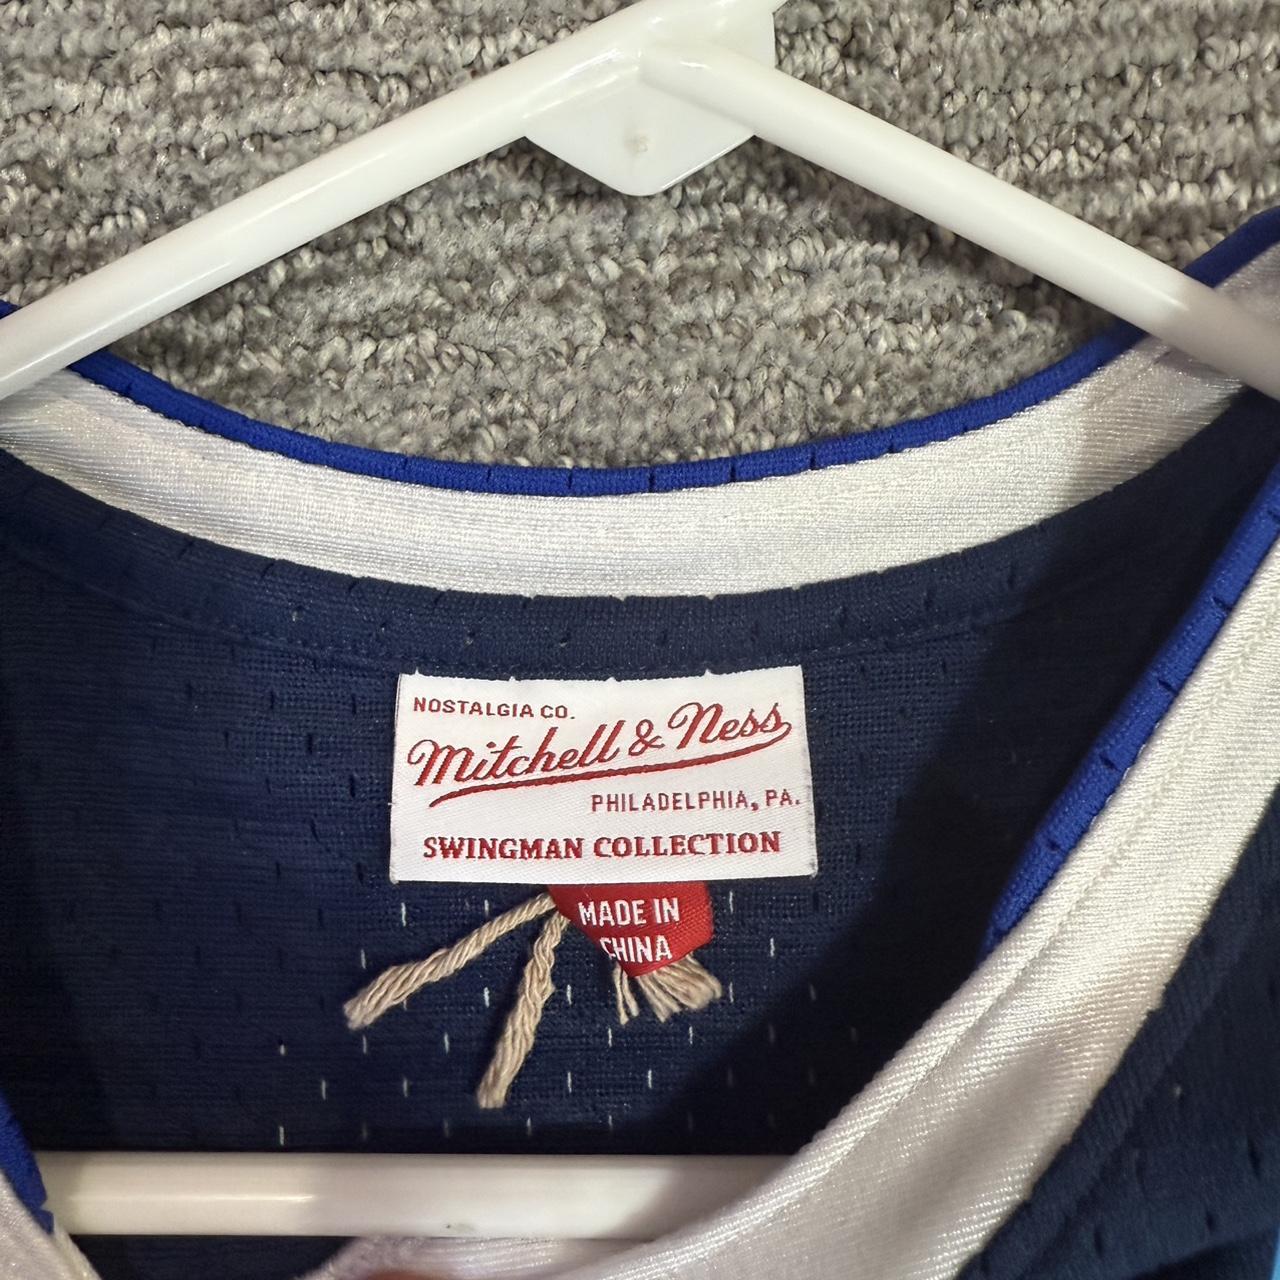 NOSTALGIA CO.
Mitchell & Ness
PHILADELPHIA, PA.
SWINGMAN COLLECTION
MADE IN
CHINA